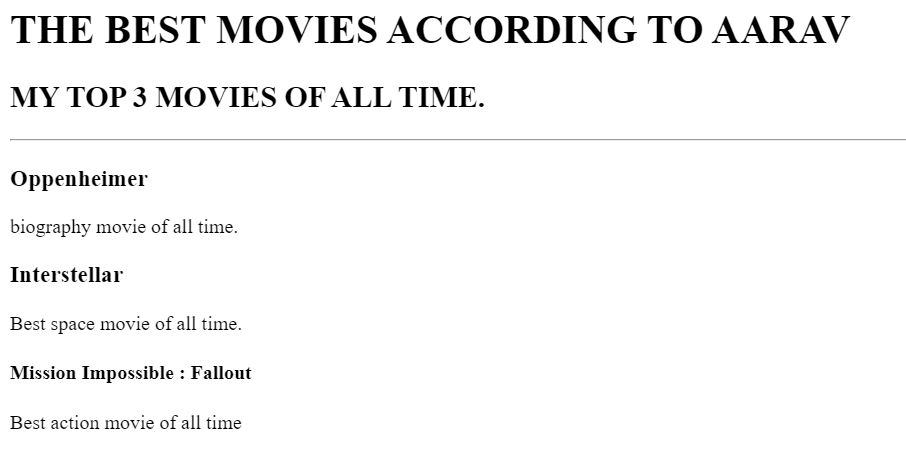 THE BEST MOVIES ACCORDING TO AARAV
MY TOP 3 MOVIES OF ALL TIME.
Oppenheimer
biography movie of all time.
Interstellar
Best space movie of all time.
Mission Impossible : Fallout
Best action movie of all time